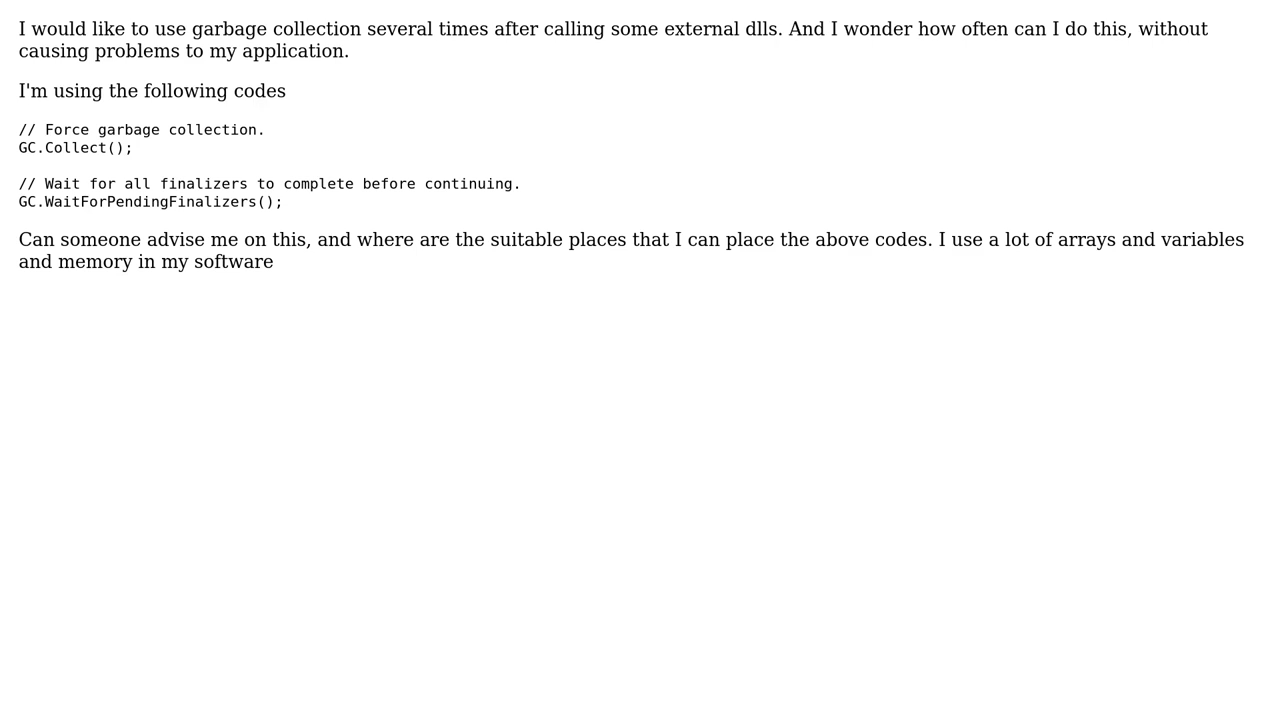 I would like to use garbage collection several times after calling some external dlls. And I wonder how often can I do this, without
causing problems to my application.
I'm using the following codes
// Force garbage collection.
GC.Collect();
// Wait for all finalizers to complete before continuing.
GC.WaitForPendingFinalizers();
Can someone advise me on this, and where are the suitable places that I can place the above codes. I use a lot of arrays and variables
and memory in my software